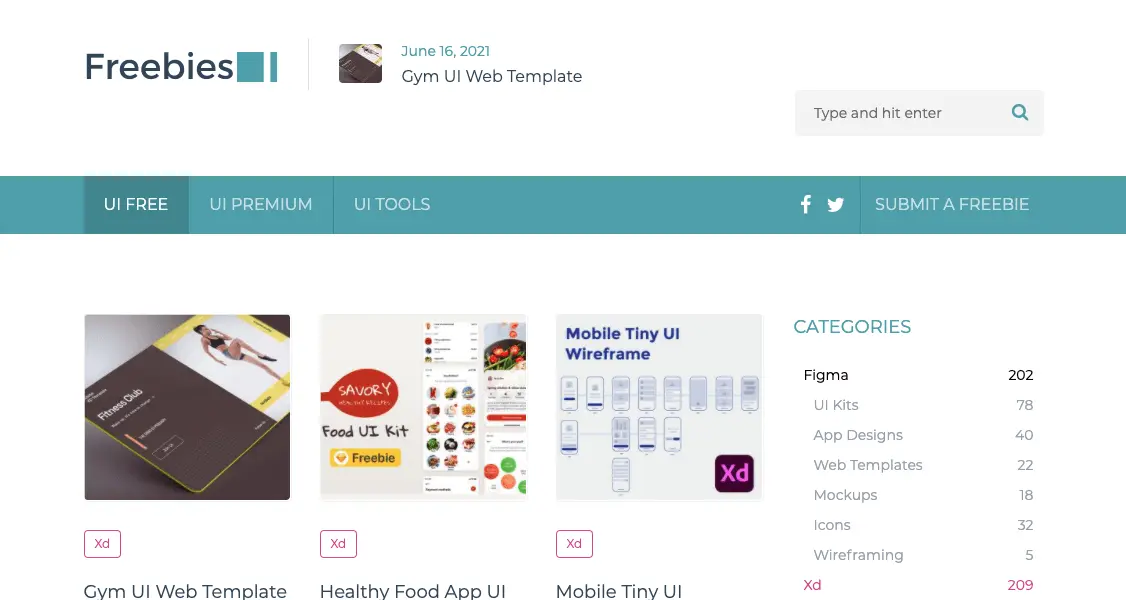 Freebies
June 16, 2021
Gym UI Web Template
Type and hit enter
UI FREE
UI PREMIUM
UI TOOLS
SUBMIT A FREEBIE
Fitness Club
SAVORY
HEALTHY RECIPES
Food UI Kit
Freebie
Mobile Tiny UI
Wireframe
Xd
Xd
Gym UI Web Template
Xd
Healthy Food App UI
Xd
Mobile Tiny UI
CATEGORIES
Figma 202
UI Kits 78
App Designs 40
Web Templates 22
Mockups 18
Icons 32
Wireframing 5
Xd 209